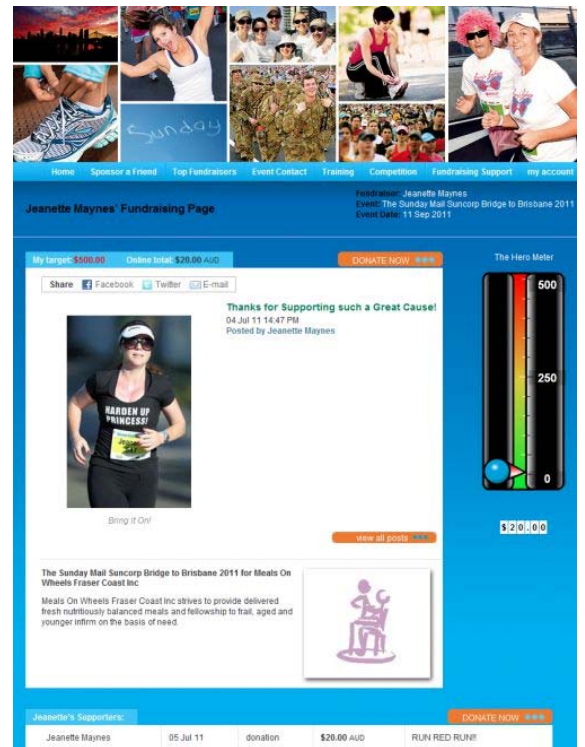 Sunday
Home Sponsor a Friend Top Fundraisers Event Contact Training Competition Fundraising Support my account
Jeanette Maynes' Fundraising Page
Fundraiser: Jeanette Maynes
Event: The Sunday Mail Suncorp Bridge to Brisbane 2011
Event Date: 11 Sep 2011
My target: $500.00 Online total: $20.00 AUD
DONATE NOW
The Hero Meter
Share Facebook Twitter E-mail
Thanks for Supporting such a Great Cause!
04 Jul 11 14:47 PM
Posted by Jeanette Maynes
HARDEN UP
PRINCESS!
Bring It On!
500
250
0
$20.00
view all posts
The Sunday Mail Suncorp Bridge to Brisbane 2011 for Meals On
Wheels Fraser Coast Inc
Meals On Wheels Fraser Coast Inc strives to provide delivered
fresh nutritiously balanced meals and fellowship to frail, aged and
younger infirm on the basis of need.
Jeanette's Supporters:
DONATE NOW
Jeanette Maynes 05 Jul 11 donation $20.00 AUD RUN RED RUN!!